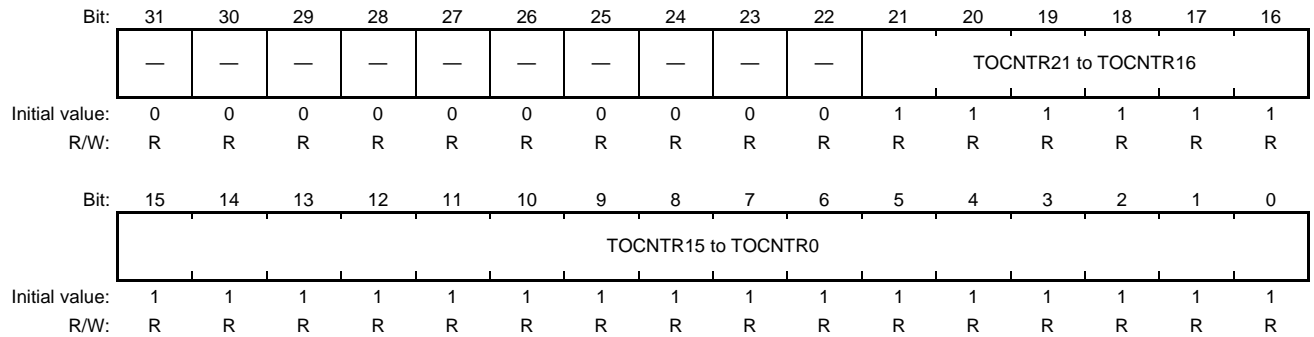 Bit: 31 30 29 28 27 26 25 24 23 22 21 20 19 18 17 16
— — — — — — — — — — TOCNTR21 to TOCNTR16
Initial value: 0 0 0 0 0 0 0 0 0 0 1 1 1 1 1 1
R/W: R R R R R R R R R R R R R R R R
Bit: 15 14 13 12 11 10 9 8 7 6 5 4 3 2 1 0
TOCNTR15 to TOCNTR0
Initial value: 1 1 1 1 1 1 1 1 1 1 1 1 1 1 1 1
R/W: R R R R R R R R R R R R R R R R